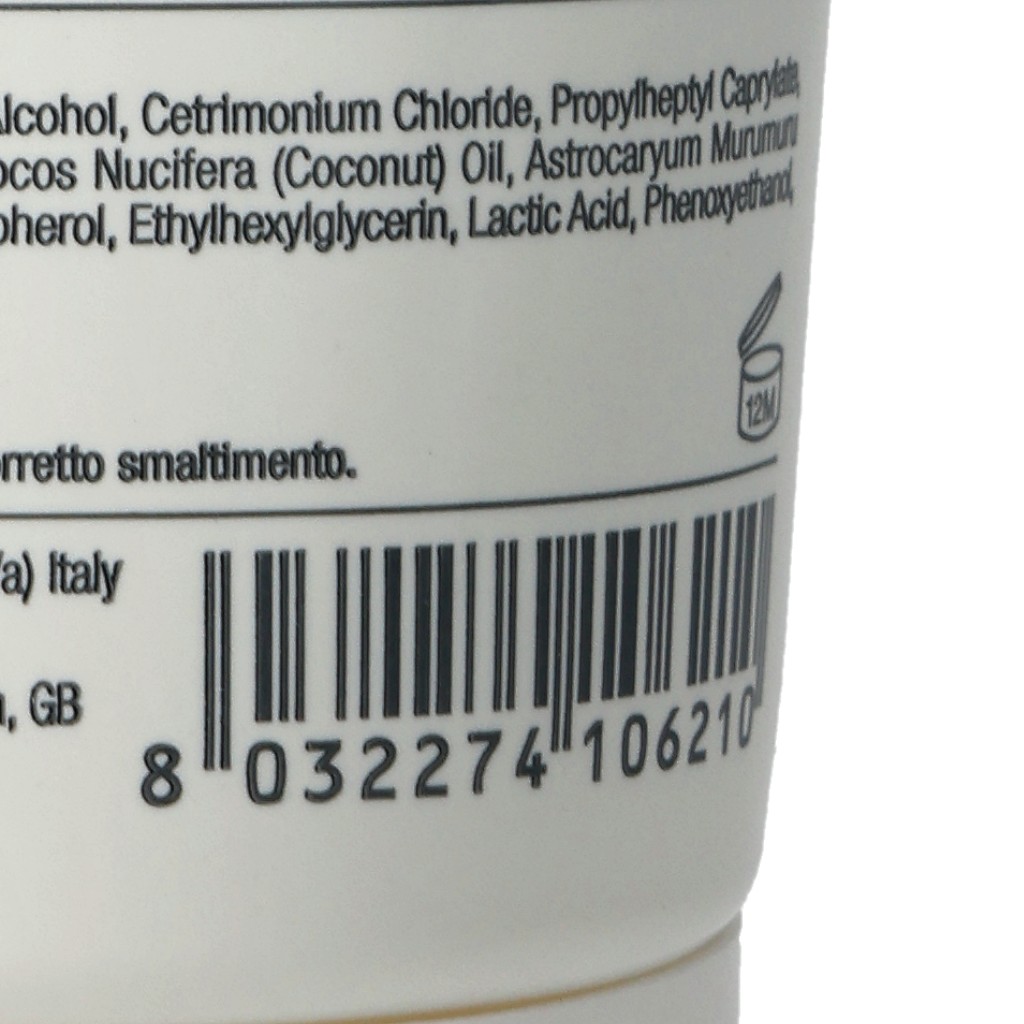 Alcohol, Cetrimonium Chloride, Propylheptyl Caprylate,
ocos Nucifera (Coconut) Oil, Astrocaryum Murumuru
pherol, Ethylhexylglycerin, Lactic Acid, Phenoxyethanol,
12M
rretto smaltimento.
a) Italy
, GB
8 032274 106210